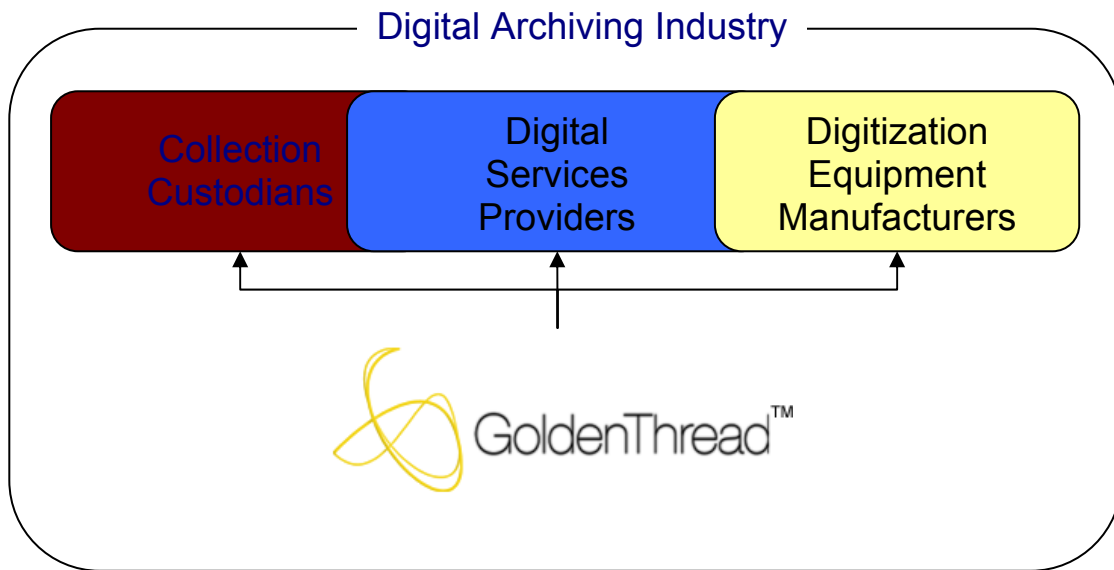 Digital Archiving Industry
Collection
Custodians
Digital
Services
Providers
Digitization
Equipment
Manufacturers
GoldenThread™